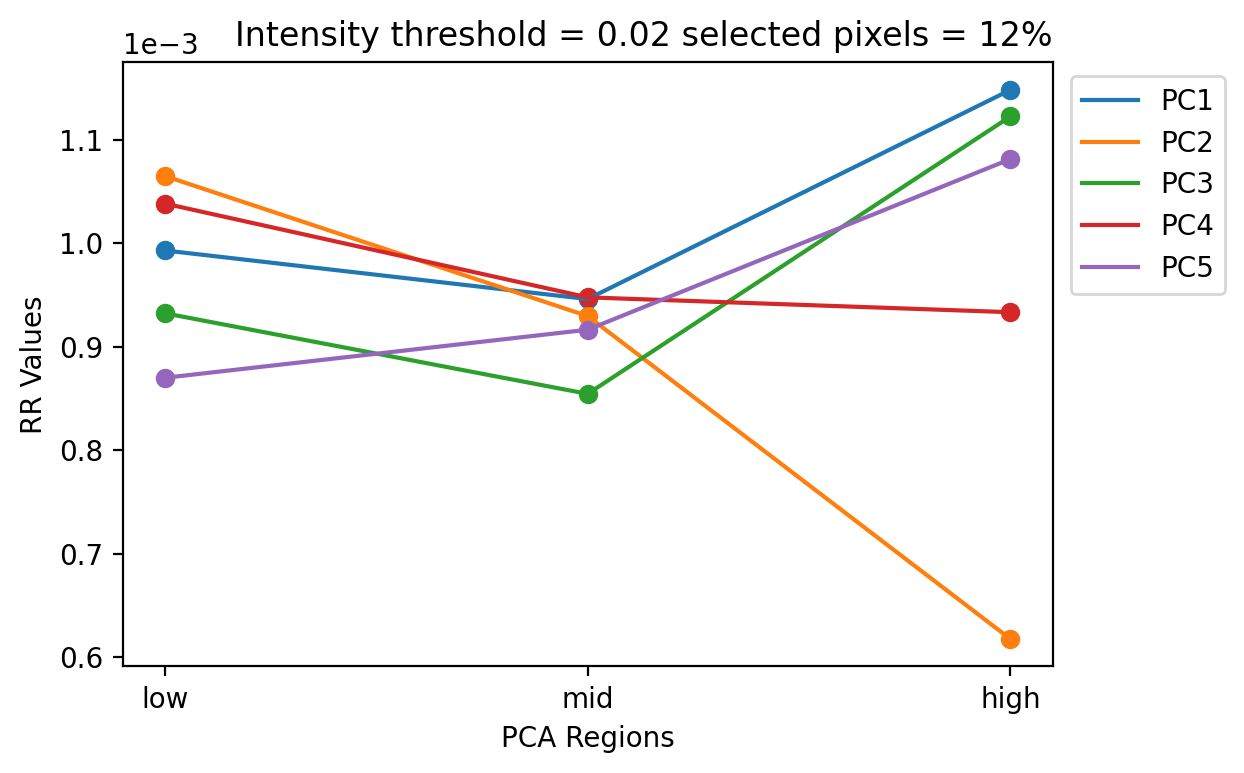 1e−3 Intensity threshold = 0.02 selected pixels = 12%
1.1
1.0
0.9
0.8
0.7
0.6
RR Values
low mid high
PCA Regions
PC1
PC2
PC3
PC4
PC5